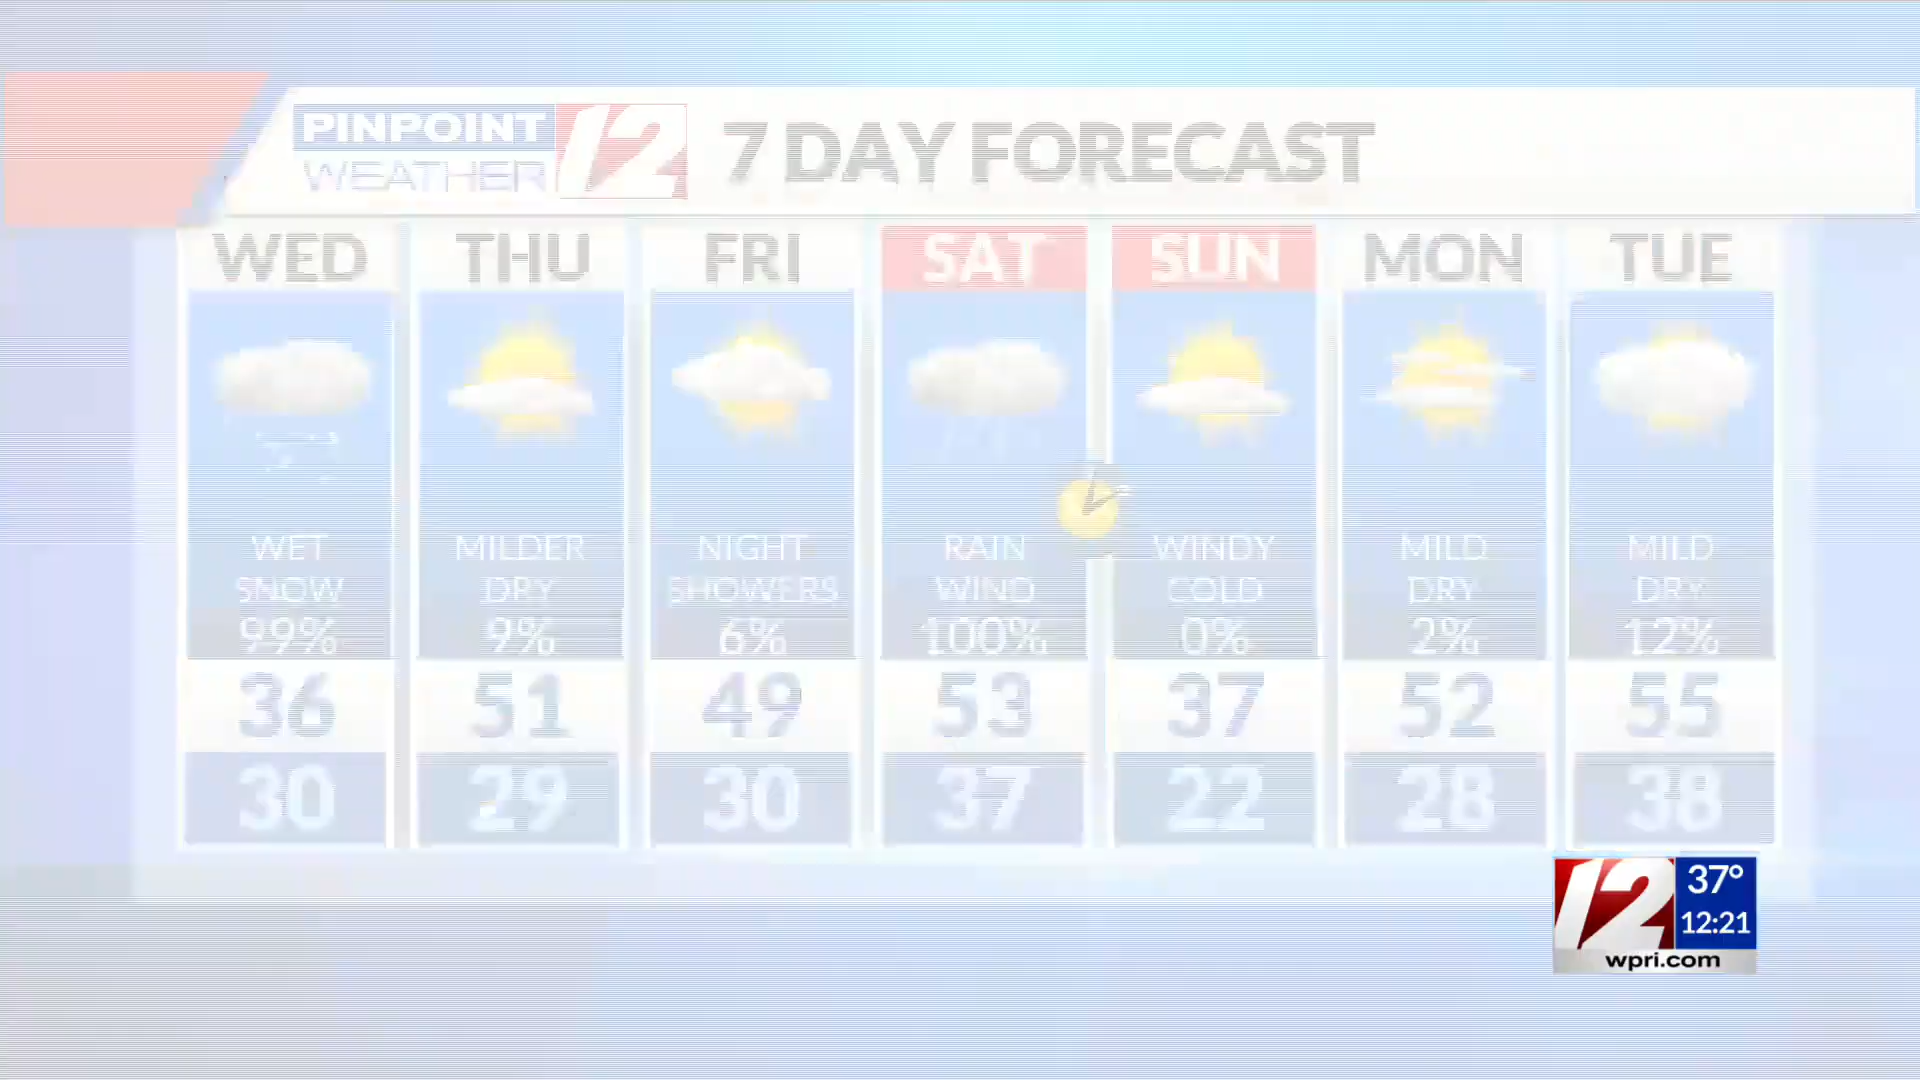 PINPOINT
WEATHER
12
7 DAY FORECAST
WED THU FRI SAT SUN MON TUE
WET MILDER NIGHT RAIN WINDY MILD MILD
SNOW DRY SHOWERS WIND COLD DRY DRY
99% 9% 6% 100% 0% 2% 12%
36 51 49 53 37 52 55
30 29 30 37 22 28 38
12
37°
12:21
wpri.com